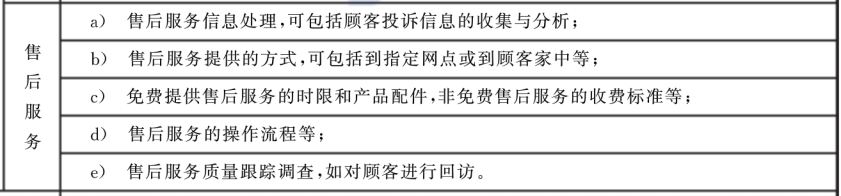 售后服务
a) 售后服务信息处理,可包括顾客投诉信息的收集与分析;
b) 售后服务提供的方式,可包括到指定网点或到顾客家中等;
c) 免费提供售后服务的时限和产品配件,非免费售后服务的收费标准等;
d) 售后服务的操作流程等;
e) 售后服务质量跟踪调查,如对顾客进行回访。